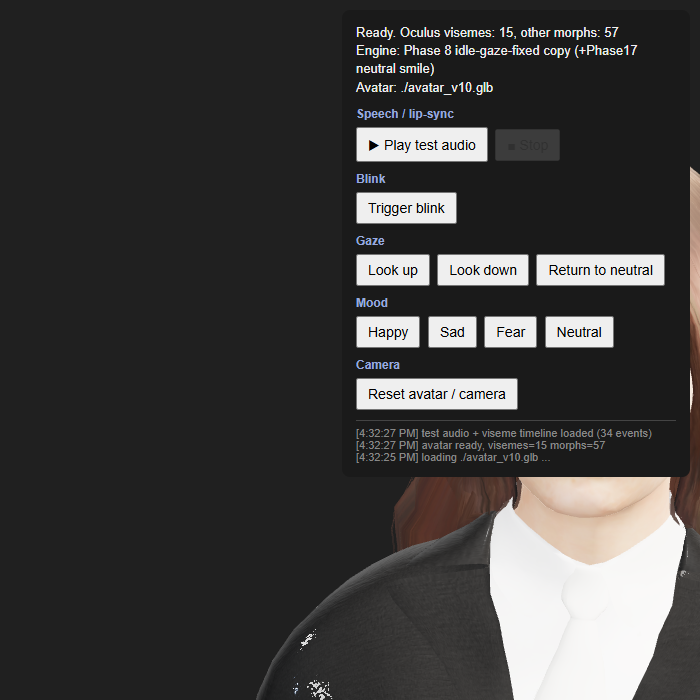 Ready. Oculus visemes: 15, other morphs: 57
Engine: Phase 8 idle-gaze-fixed copy (+Phase17
neutral smile)
Avatar: ./avatar_v10.glb
Speech / lip-sync
▶ Play test audio
■ Stop
Blink
Trigger blink
Gaze
Look up
Look down
Return to neutral
Mood
Happy
Sad
Fear
Neutral
Camera
Reset avatar / camera
[4:32:27 PM] test audio + viseme timeline loaded (34 events)
[4:32:27 PM] avatar ready, visemes=15 morphs=57
[4:32:25 PM] loading ./avatar_v10.glb ...